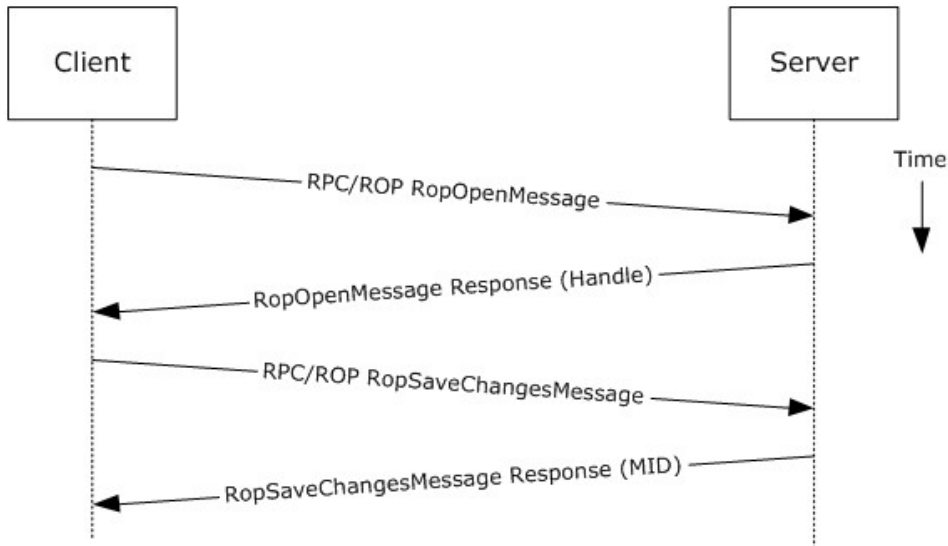 Client
Server
Time
RPC/ROP RopOpenMessage
RopOpenMessage Response (Handle)
RPC/ROP RopSaveChangesMessage
RopSaveChangesMessage Response (MID)